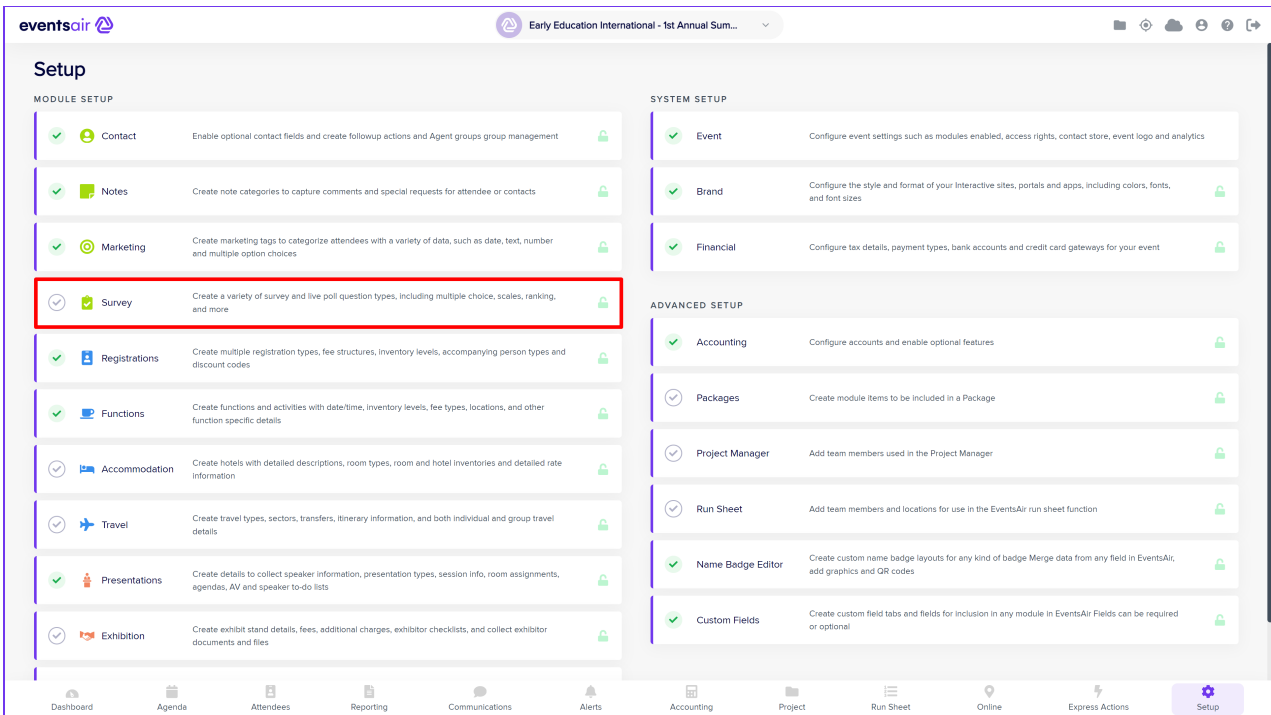 eventsair
Early Education International - 1st Annual Sum...
Setup
MODULE SETUP
Contact
Enable optional contact fields and create followup actions and Agent groups group management
Notes
Create note categories to capture comments and special requests for attendee or contacts
Marketing
Create marketing tags to categorize attendees with a variety of data, such as date, text, number
and multiple option choices
Survey
Create a variety of survey and live poll question types, including multiple choice, scales, ranking,
and more
Registrations
Create multiple registration types, fee structures, inventory levels, accompanying person types and
discount codes
Functions
Create functions and activities with date/time, inventory levels, fee types, locations, and other
function specific details
Accommodation
Create hotels with detailed descriptions, room types, room and hotel inventories and detailed rate
information
Travel
Create travel types, sectors, transfers, itinerary information, and both individual and group travel
details
Presentations
Create details to collect speaker information, presentation types, session info, room assignments,
agendas, AV and speaker to-do lists
Exhibition
Create exhibit stand details, fees, additional charges, exhibitor checklists, and collect exhibitor
documents and files
SYSTEM SETUP
Event
Configure event settings such as modules enabled, access rights, contact store, event logo and analytics
Brand
Configure the style and format of your Interactive sites, portals and apps, including colors, fonts,
and font sizes
Financial
Configure tax details, payment types, bank accounts and credit card gateways for your event
ADVANCED SETUP
Accounting
Configure accounts and enable optional features
Packages
Create module items to be included in a Package
Project Manager
Add team members used in the Project Manager
Run Sheet
Add team members and locations for use in the EventsAir run sheet function
Name Badge Editor
Create custom name badge layouts for any kind of badge Merge data from any field in EventsAir,
add graphics and QR codes
Custom Fields
Create custom field tabs and fields for inclusion in any module in EventsAir Fields can be required
or optional
Dashboard
Agenda
Attendees
Reporting
Communications
Alerts
Accounting
Project
Run Sheet
Online
Express Actions
Setup